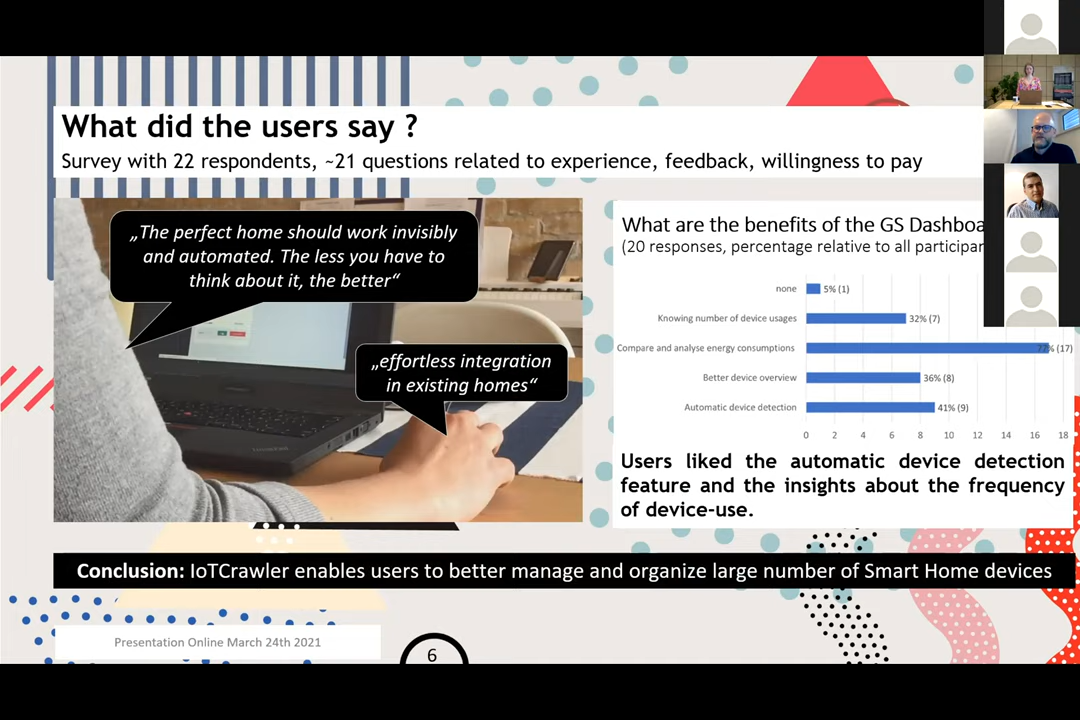 What did the users say ?
Survey with 22 respondents, ~21 questions related to experience, feedback, willingness to pay
„The perfect home should work invisibly
and automated. The less you have to
think about it, the better“
„effortless integration
in existing homes“
What are the benefits of the GS Dashboa
(20 responses, percentage relative to all participan
none
5% (1)
Knowing number of device usages
32% (7)
Compare and analyse energy consumptions
77% (17)
Better device overview
36% (8)
Automatic device detection
41% (9)
0 2 4 6 8 10 12 14 16 18
Users liked the automatic device detection
feature and the insights about the frequency
of device-use.
Conclusion: IoTCrawler enables users to better manage and organize large number of Smart Home devices
Presentation Online March 24th 2021
6